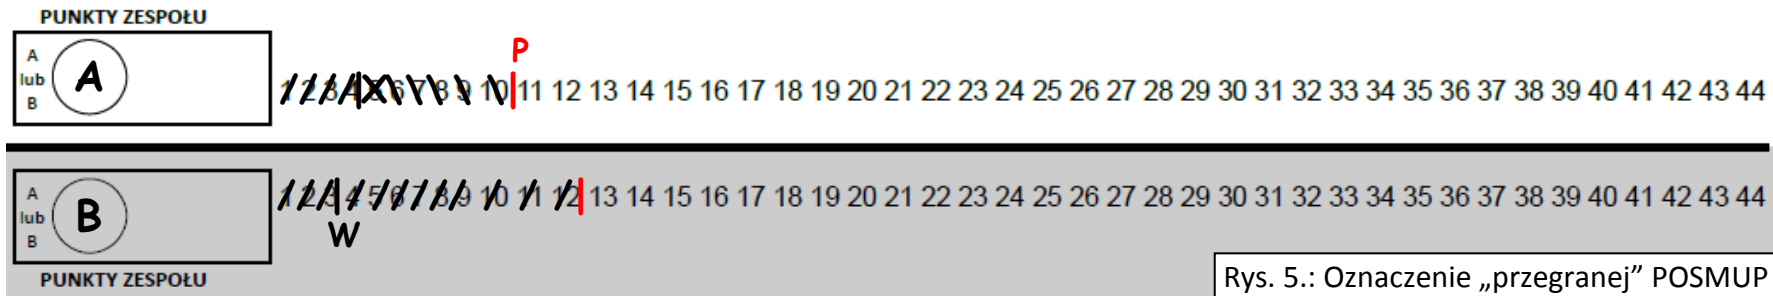 PUNKTY ZESPOŁU
P
A
lub
B
A
1 2 3 4 5 6 7 8 9 10 11 12 13 14 15 16 17 18 19 20 21 22 23 24 25 26 27 28 29 30 31 32 33 34 35 36 37 38 39 40 41 42 43 44
A
lub
B
B
1 2 3 4 5 6 7 8 9 10 11 12 13 14 15 16 17 18 19 20 21 22 23 24 25 26 27 28 29 30 31 32 33 34 35 36 37 38 39 40 41 42 43 44
W
PUNKTY ZESPOŁU
Rys. 5.: Oznaczenie „przegranej” POSMUP